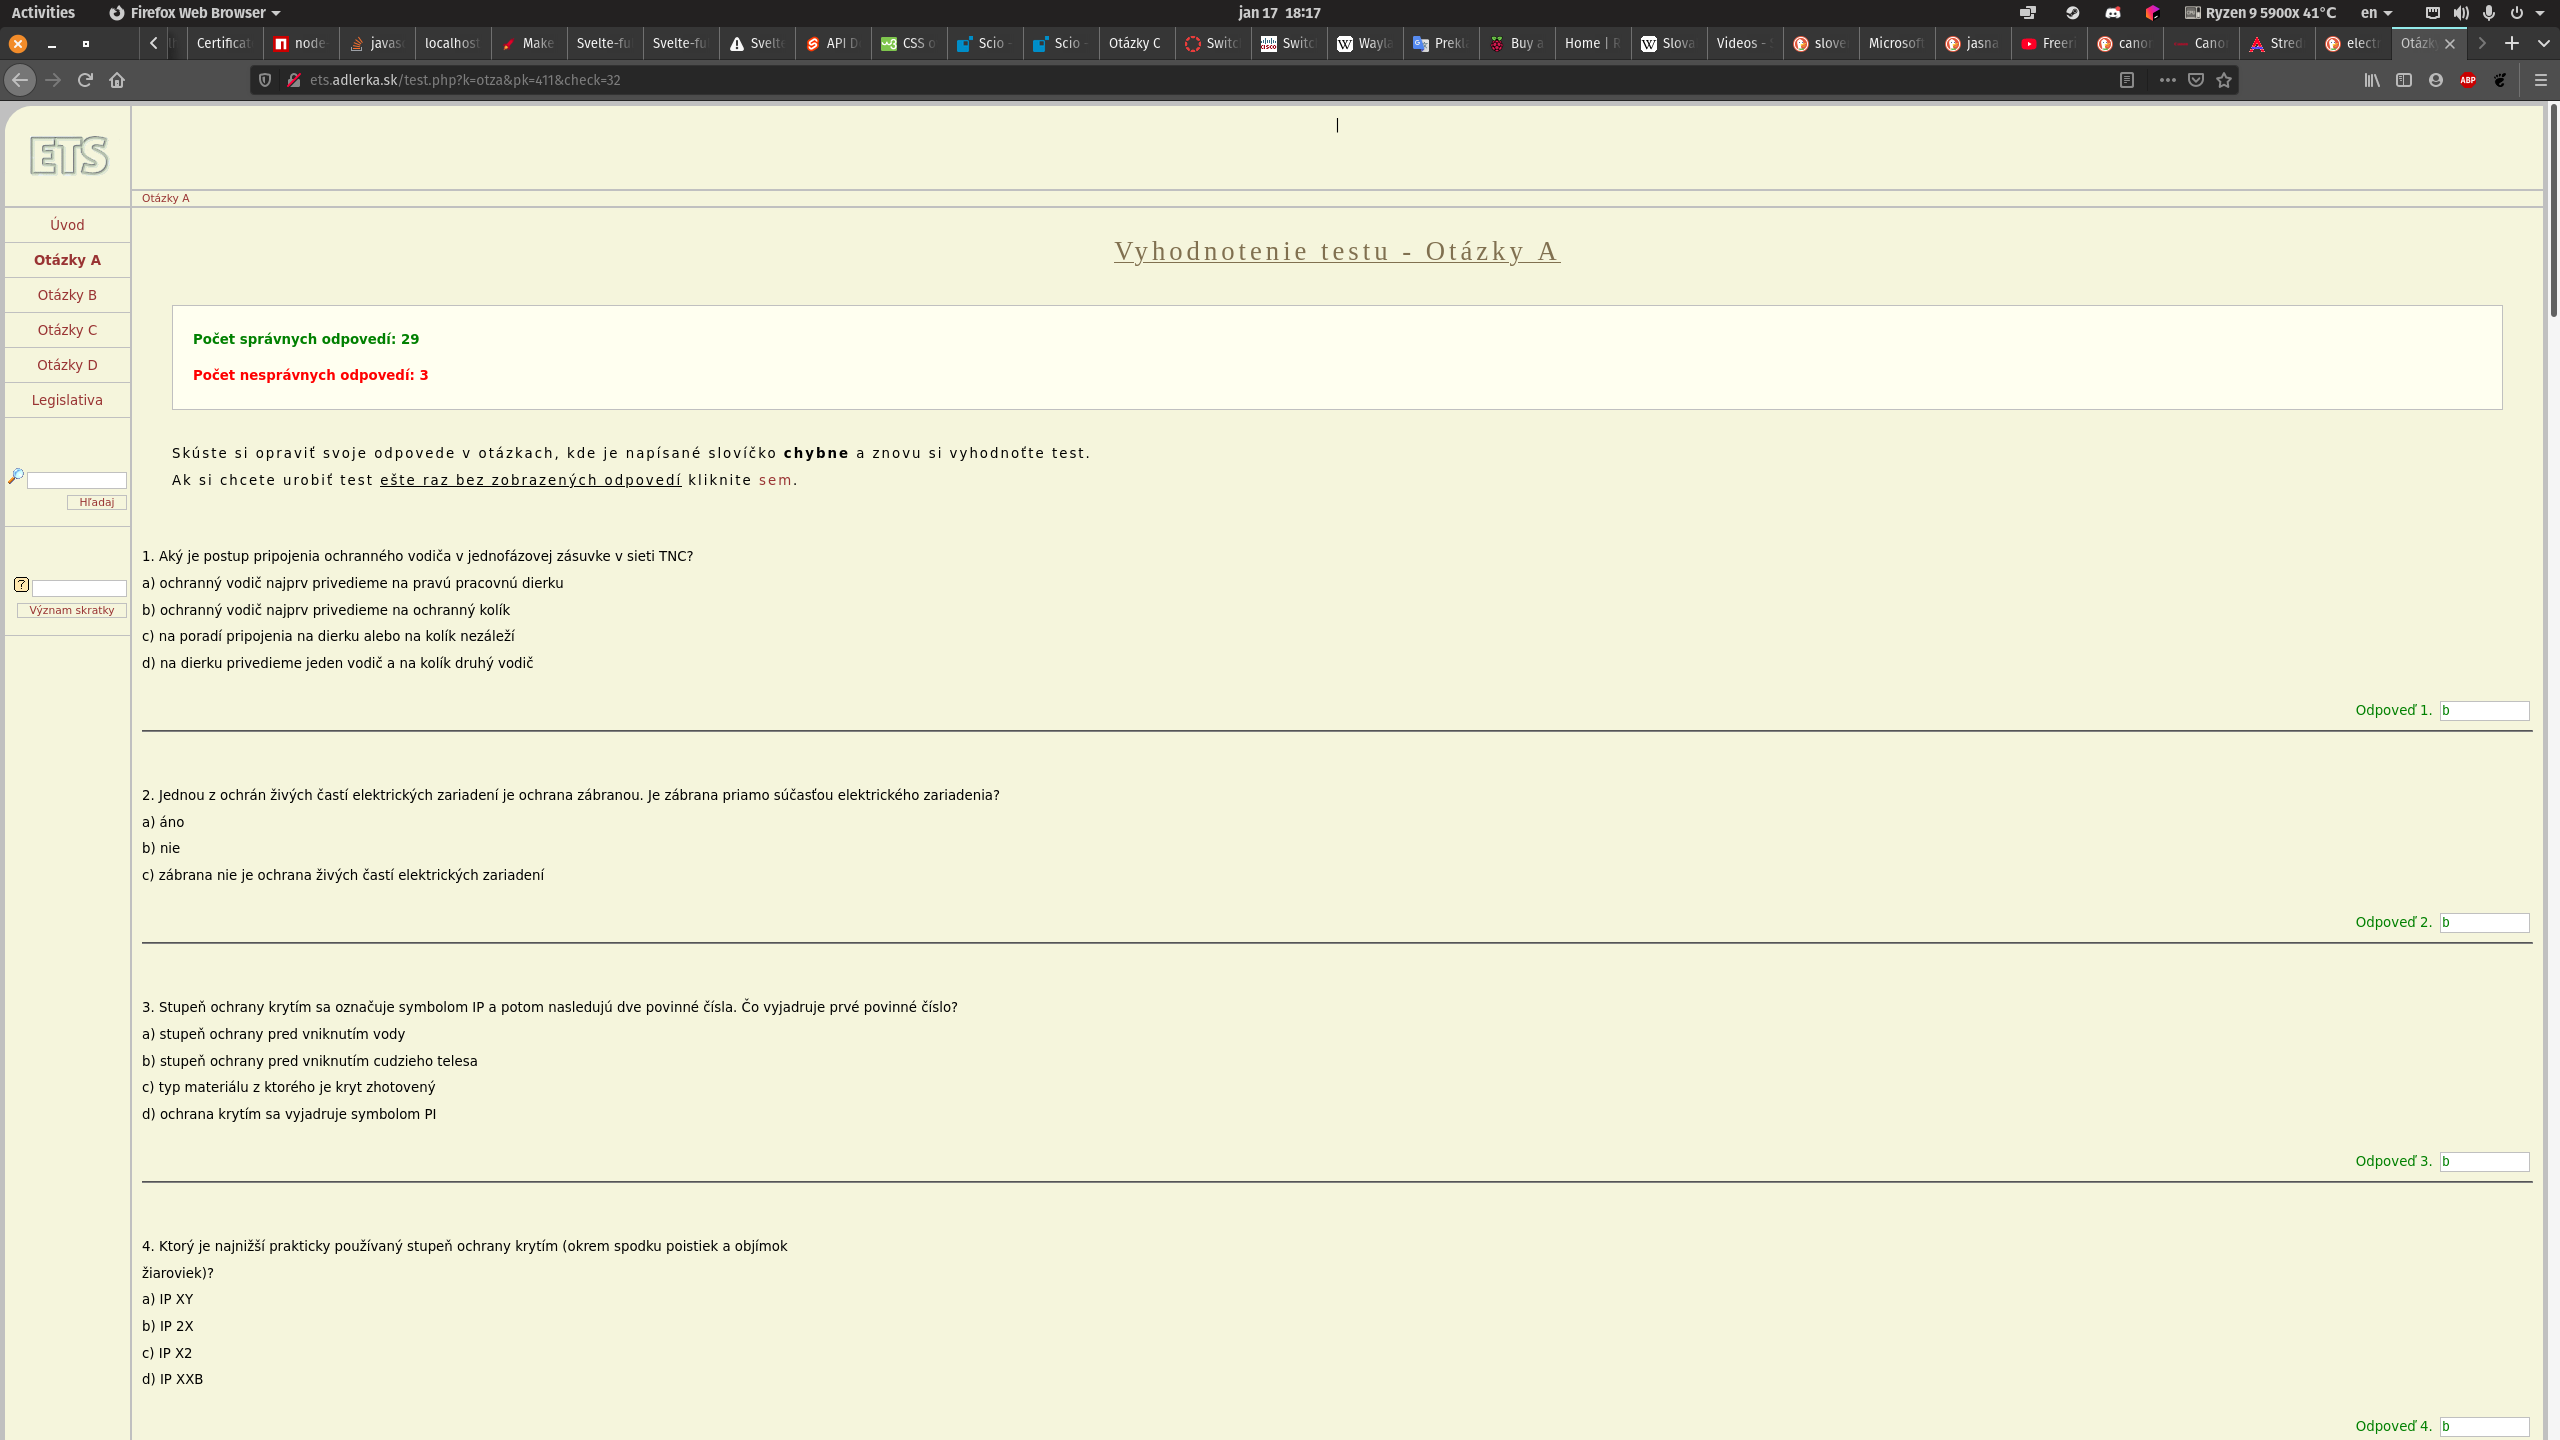 Activities Firefox Web Browser jan 17 18:17 Ryzen 9 5900x 41°C en
Certificat node javas localhost Make Svelte-fu Svelte-fu Svelte API D CSS o Scio - Scio - Otázky C Switc Switc Wayla Prekl Buy a Home | R Slova Videos - slove Microsoft jasna Freer canon Canon Stred elect Otázky
ets.adlerka.sk/test.php?k=otza&pk=411&check=32 ABP
ETS
Otázky A
Úvod
Otázky A
Otázky B
Otázky C
Otázky D
Legislativa
Hľadaj
Význam skratky
Vyhodnotenie testu - Otázky A
Počet správnych odpovedí: 29
Počet nesprávnych odpovedí: 3
Skúste si opraviť svoje odpovede v otázkach, kde je napísané slovíčko chybne a znovu si vyhodnoťte test.
Ak si chcete urobiť test ešte raz bez zobrazených odpovedí kliknite sem.
1. Aký je postup pripojenia ochranného vodiča v jednofázovej zásuvke v sieti TNC?
a) ochranný vodič najprv privedieme na pravú pracovnú dierku
b) ochranný vodič najprv privedieme na ochranný kolík
c) na poradí pripojenia na dierku alebo na kolík nezáleží
d) na dierku privedieme jeden vodič a na kolík druhý vodič
Odpoveď 1. b
2. Jednou z ochrán živých častí elektrických zariadení je ochrana zábranou. Je zábrana priamo súčasťou elektrického zariadenia?
a) áno
b) nie
c) zábrana nie je ochrana živých častí elektrických zariadení
Odpoveď 2. b
3. Stupeň ochrany krytím sa označuje symbolom IP a potom nasledujú dve povinné čísla. Čo vyjadruje prvé povinné číslo?
a) stupeň ochrany pred vniknutím vody
b) stupeň ochrany pred vniknutím cudzieho telesa
c) typ materiálu z ktorého je kryt zhotovený
d) ochrana krytím sa vyjadruje symbolom PI
Odpoveď 3. b
4. Ktorý je najnižší prakticky používaný stupeň ochrany krytím (okrem spodku poistiek a objímok
žiaroviek)?
a) IP XY
b) IP 2X
c) IP X2
d) IP XXB
Odpoveď 4. b